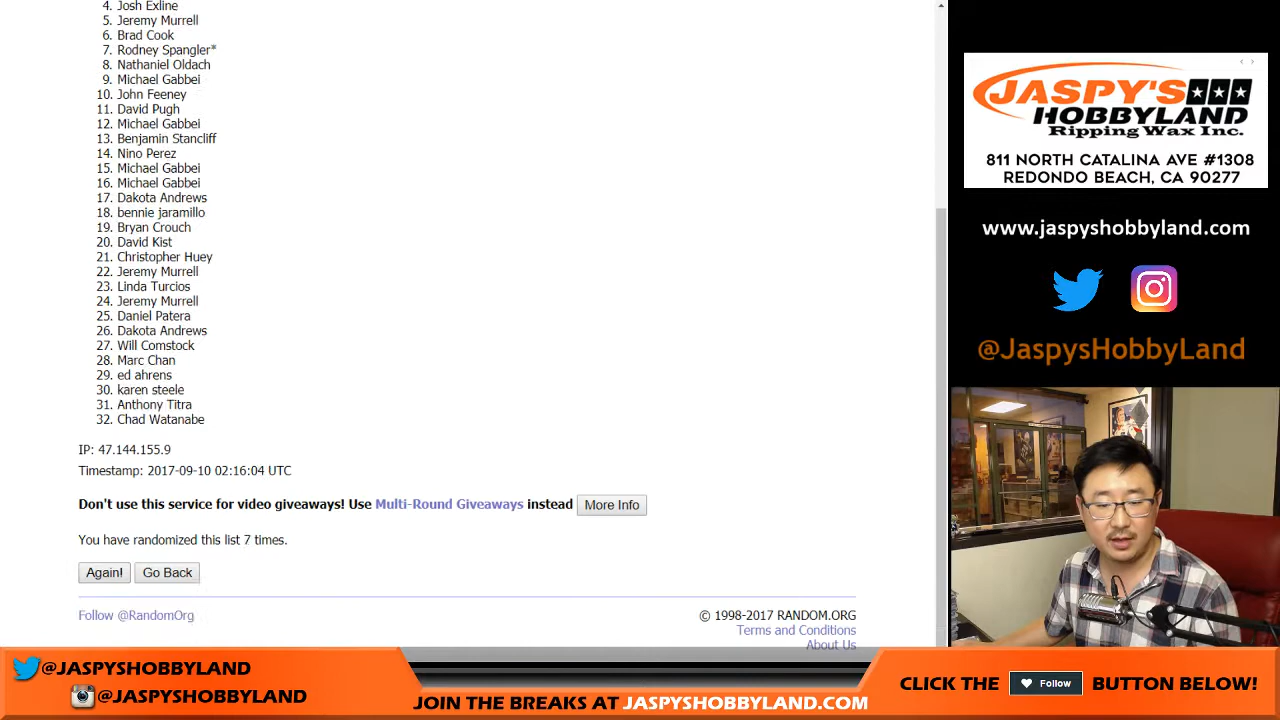 4. Josh Exline
5. Jeremy Murrell
6. Brad Cook
7. Rodney Spangler*
8. Nathaniel Oldach
9. Michael Gabbei
10. John Feeney
11. David Pugh
12. Michael Gabbei
13. Benjamin Stancliff
14. Nino Perez
15. Michael Gabbei
16. Michael Gabbei
17. Dakota Andrews
18. bennie jaramillo
19. Bryan Crouch
20. David Kist
21. Christopher Huey
22. Jeremy Murrell
23. Linda Turcios
24. Jeremy Murrell
25. Daniel Patera
26. Dakota Andrews
27. Will Comstock
28. Marc Chan
29. ed ahrens
30. karen steele
31. Anthony Titra
32. Chad Watanabe
IP: 47.144.155.9
Timestamp: 2017-09-10 02:16:04 UTC
Don't use this service for video giveaways! Use Multi-Round Giveaways instead More Info
You have randomized this list 7 times.
Again! Go Back
Follow @RandomOrg
© 1998-2017 RANDOM.ORG
Terms and Conditions
About Us
JASPY'S
HOBBYLAND
Ripping Wax Inc.
811 NORTH CATALINA AVE #1308
REDONDO BEACH, CA 90277
www.jaspyshobbyland.com
@JaspysHobbyLand
@JASPYSHOBBYLAND
@JASPYSHOBBYLAND
JOIN THE BREAKS AT JASPYSHOBBYLAND.COM
CLICK THE Follow BUTTON BELOW!